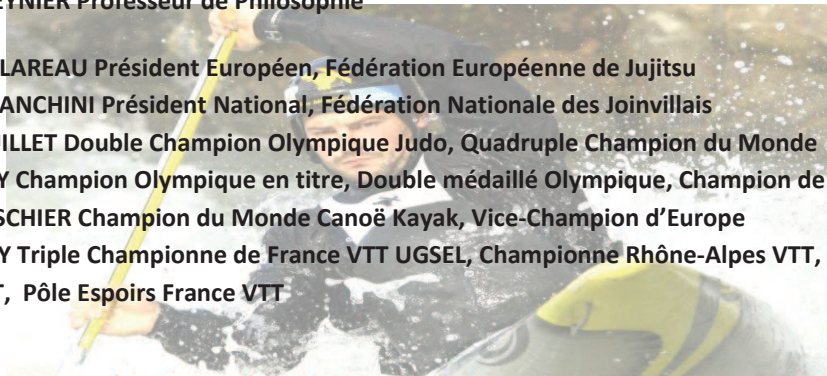 EYNIER Professeur de Philosophie
LAREAU Président Européen, Fédération Européenne de Jujitsu
ANCHINI Président National, Fédération Nationale des Joinvillais
ILLET Double Champion Olympique Judo, Quadruple Champion du Monde
Y Champion Olympique en titre, Double médaillé Olympique, Champion de
SCHIER Champion du Monde Canoë Kayak, Vice-Champion d’Europe
Y Triple Championne de France VTT UGSEL, Championne Rhône-Alpes VTT,
, Pôle Espoirs France VTT